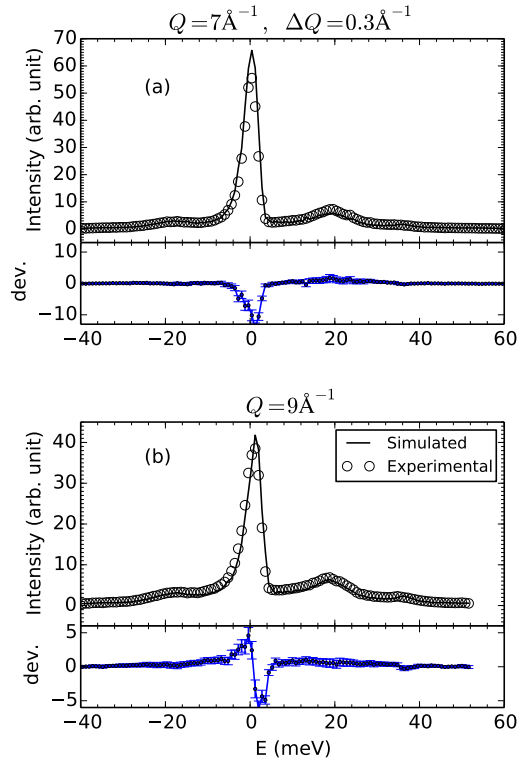 Q = 7Å⁻¹ , ΔQ = 0.3Å⁻¹
70
60
50
40
30
20
10
0
Intensity (arb. unit)
(a)
10
0
−10
dev.
−40 −20 0 20 40 60
Q = 9Å⁻¹
40
30
20
10
0
Intensity (arb. unit)
(b)
Simulated
Experimental
5
0
−5
dev.
−40 −20 0 20 40 60
E (meV)